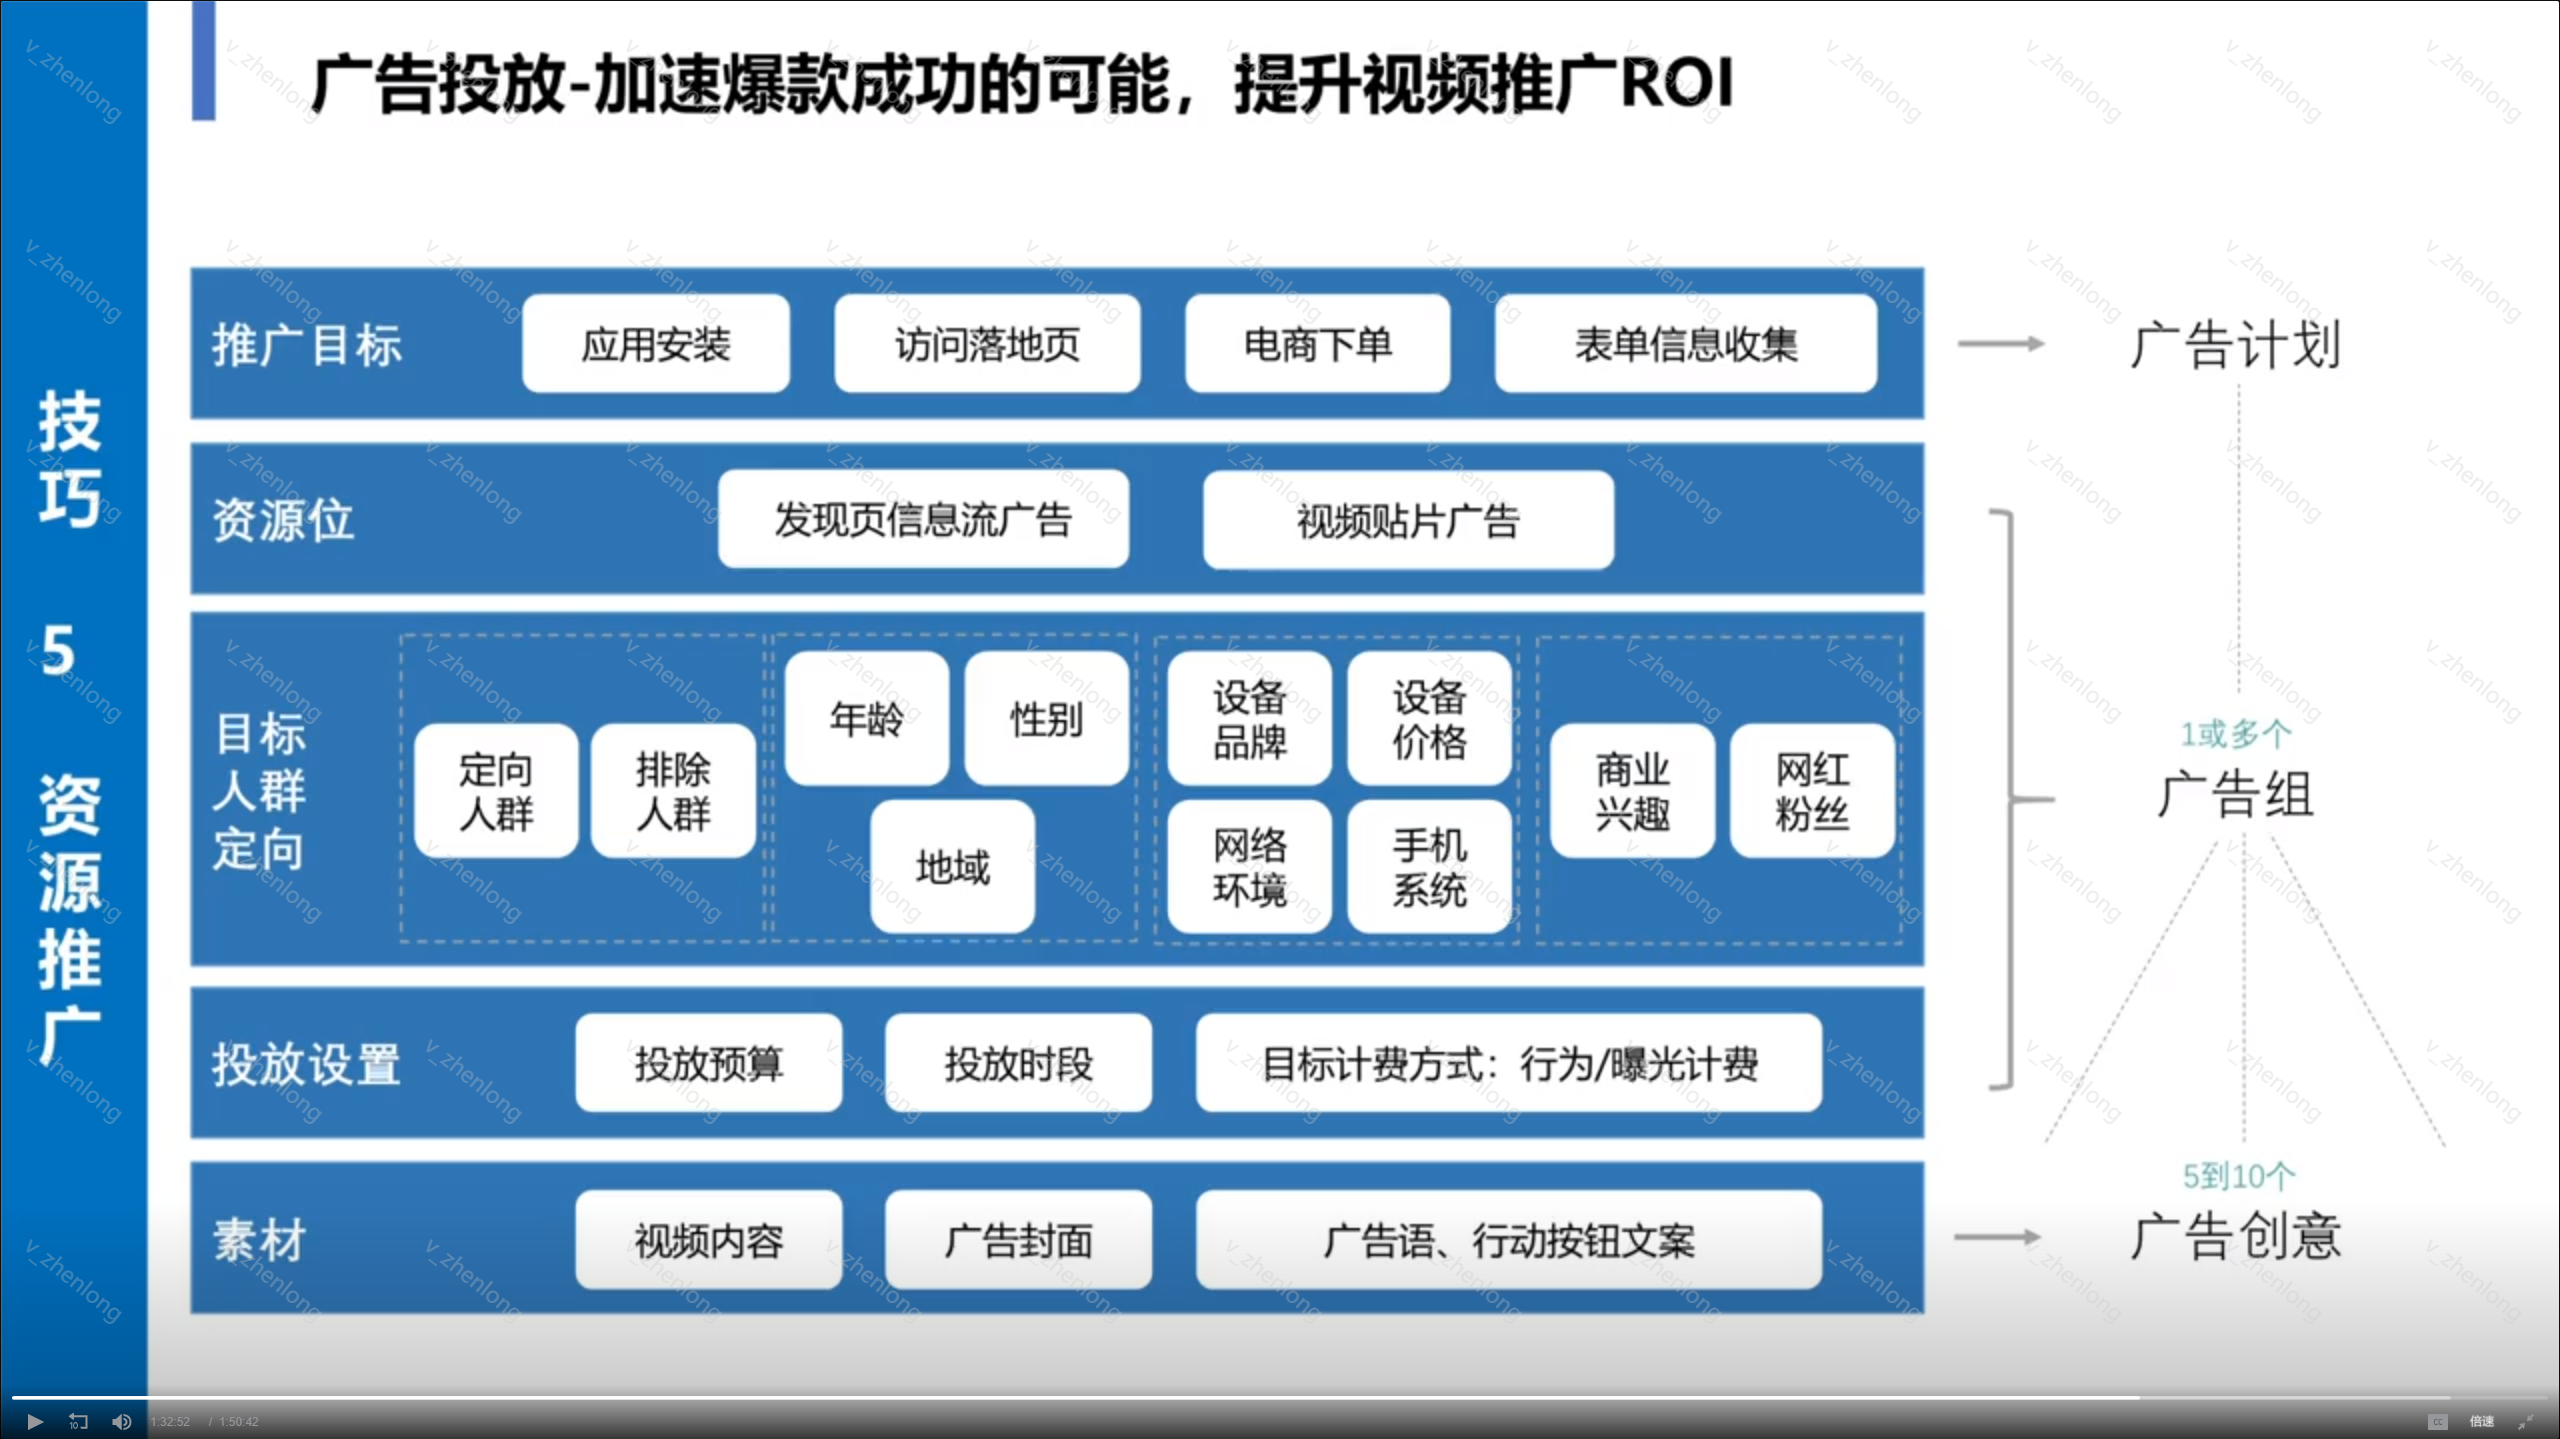 广告投放-加速爆款成功的可能，提升视频推广ROI
技巧 5 资源推广
推广目标
应用安装
访问落地页
电商下单
表单信息收集
广告计划
资源位
发现页信息流广告
视频贴片广告
目标
人群
定向
定向
人群
排除
人群
年龄
性别
地域
设备
品牌
设备
价格
网络
环境
手机
系统
商业
兴趣
网红
粉丝
1或多个
广告组
投放设置
投放预算
投放时段
目标计费方式：行为/曝光计费
素材
视频内容
广告封面
广告语、行动按钮文案
5到10个
广告创意
v_zhenlong
10
1:32:52 / 1:50:42
CC
倍速